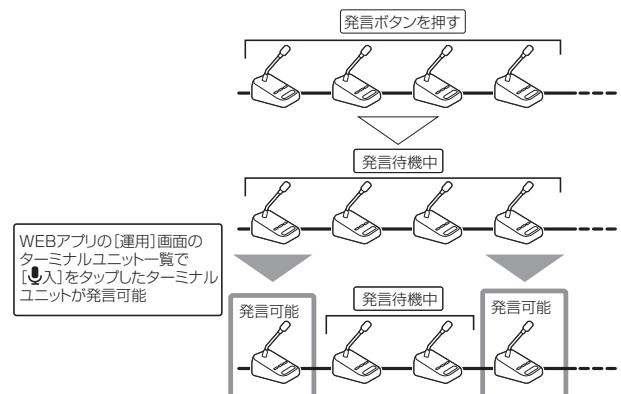 発言ボタンを押す
発言待機中
WEBアプリの[運用]画面の
ターミナルユニット一覧で
[入]をタップしたターミナル
ユニットが発言可能
発言可能
発言待機中
発言可能